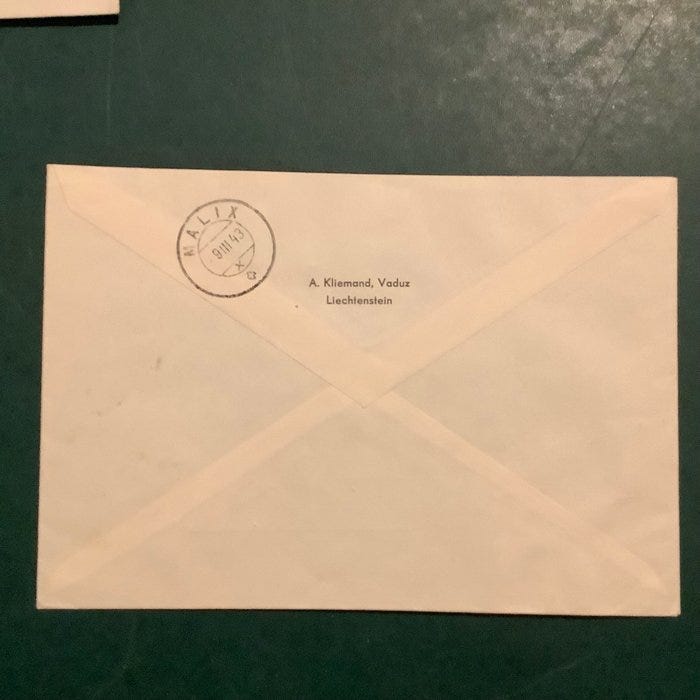 MALIX
9 III 43
X
A. Kliemand, Vaduz
Liechtenstein